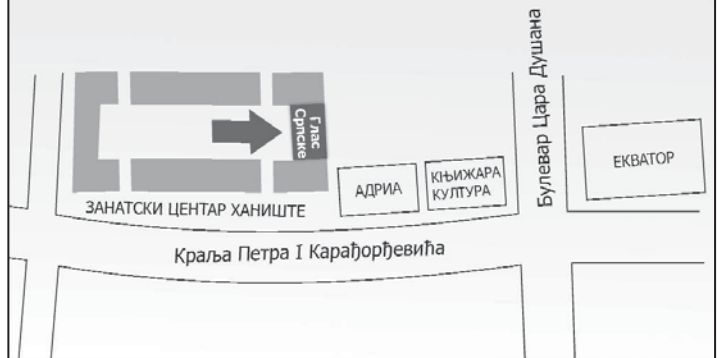 Глас
Српске
ЗАНАТСКИ ЦЕНТАР ХАНИШТЕ
АДРИА
КЊИЖАРА
КУЛТУРА
Булевар Цара Душана
ЕКВАТОР
Краља Петра I Карађорђевића